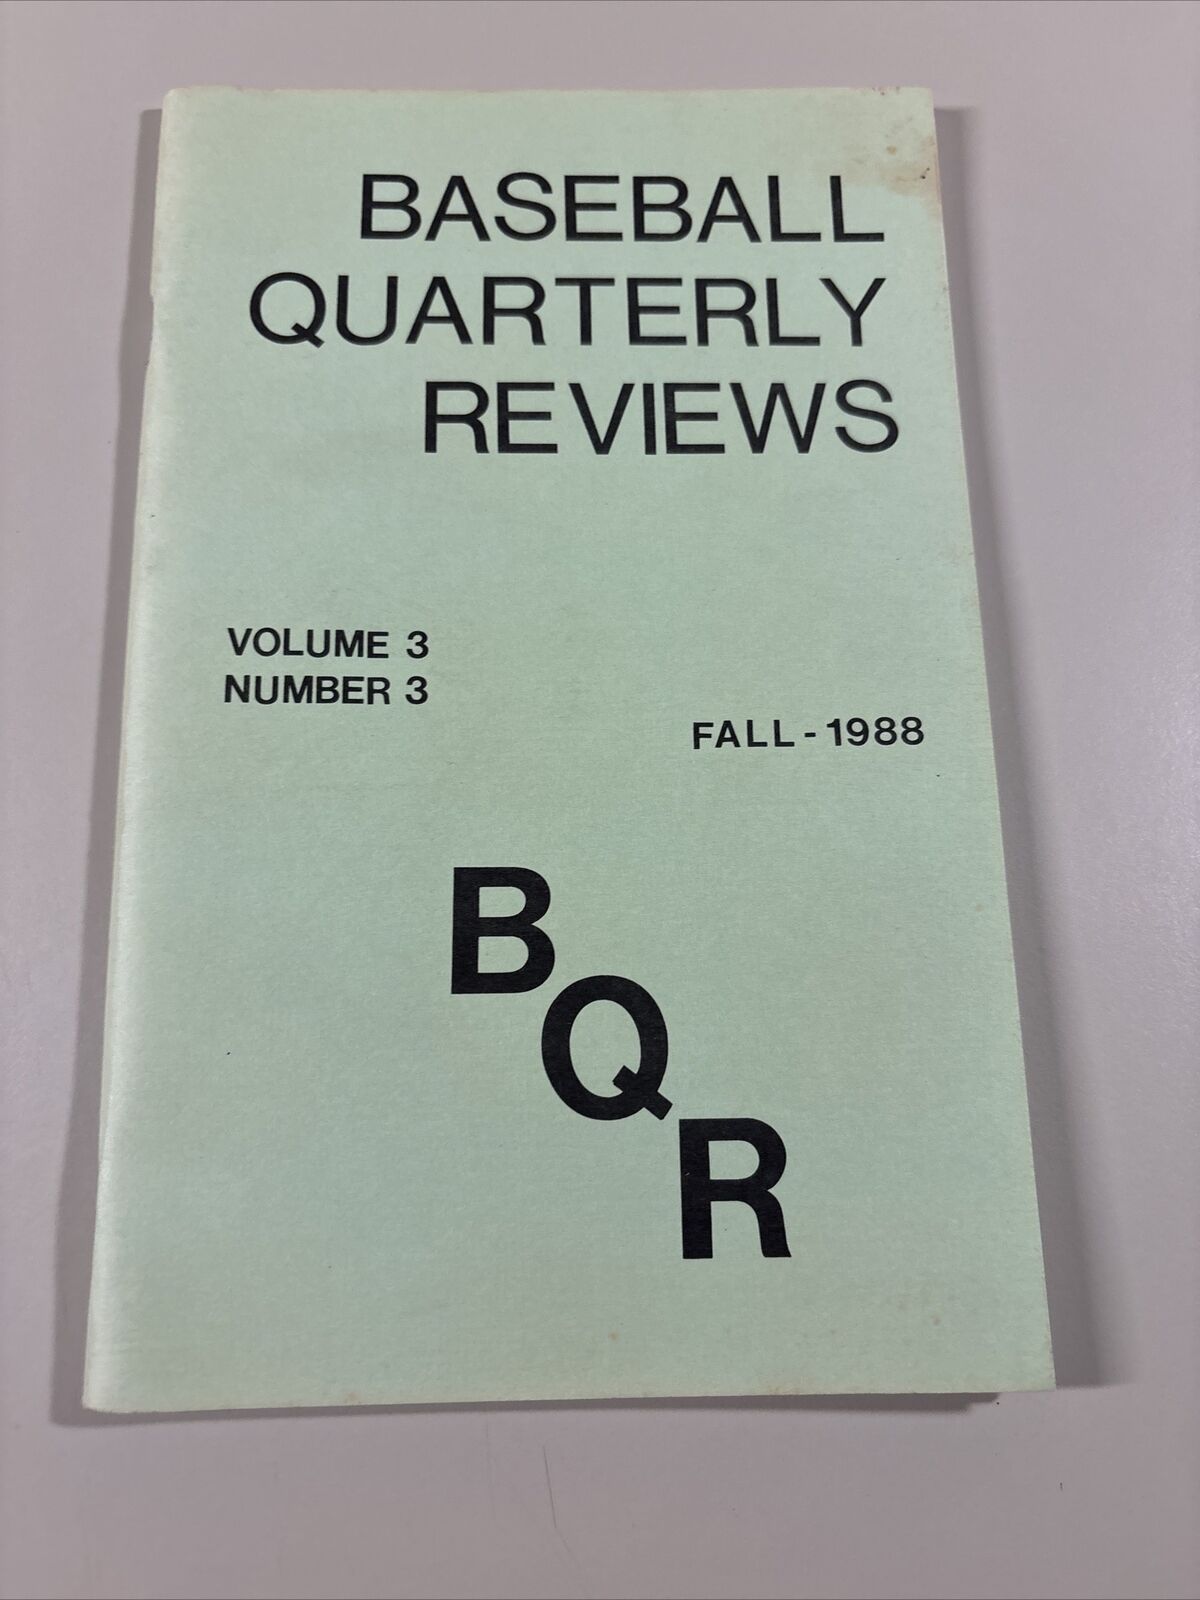 BASEBALL
QUARTERLY
REVIEWS
VOLUME 3
NUMBER 3
FALL - 1988
B
Q
R